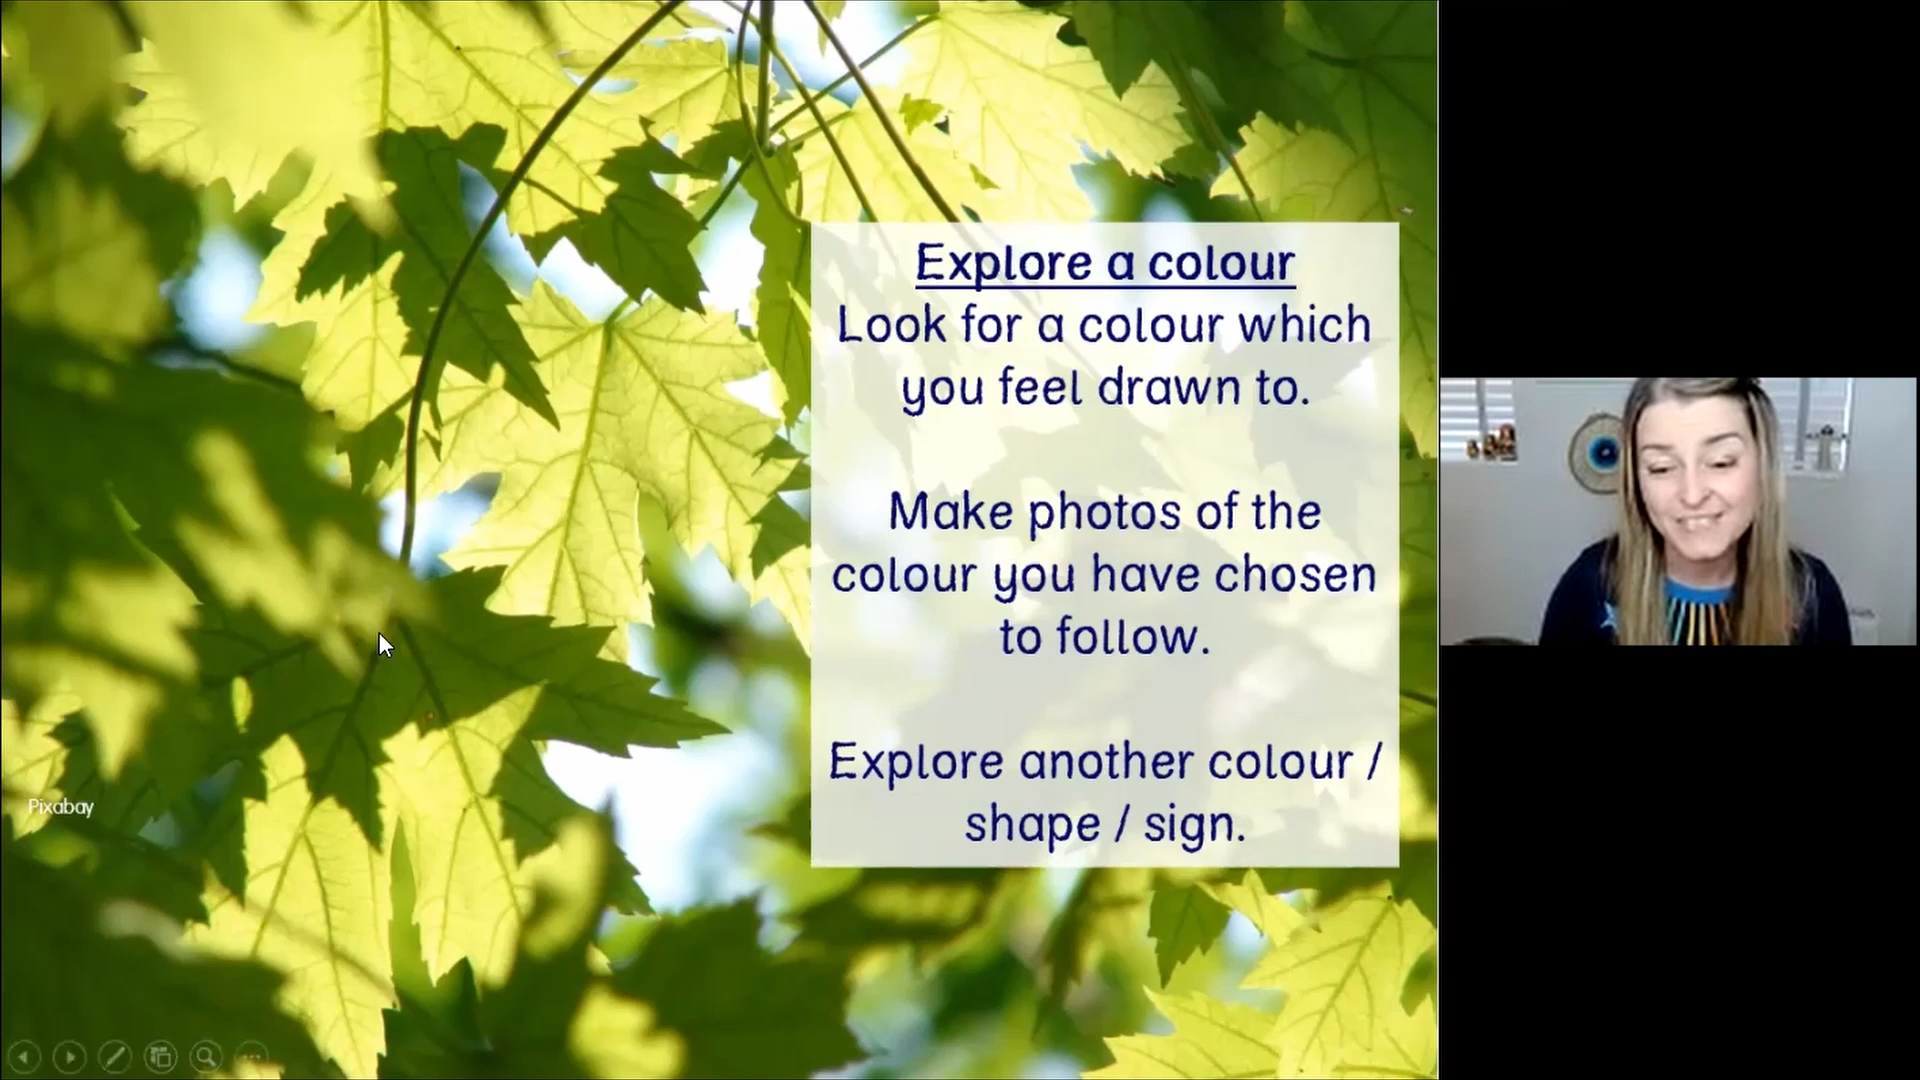 Explore a colour
Look for a colour which
you feel drawn to.
Make photos of the
colour you have chosen
to follow.
Explore another colour /
shape / sign.
Pixabay